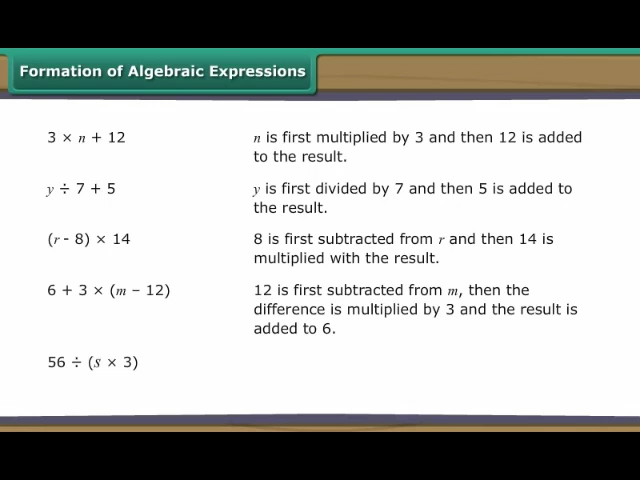 Formation of Algebraic Expressions
3 × n + 12
n is first multiplied by 3 and then 12 is added
to the result.
y ÷ 7 + 5
y is first divided by 7 and then 5 is added to
the result.
(r - 8) × 14
8 is first subtracted from r and then 14 is
multiplied with the result.
6 + 3 × (m – 12)
12 is first subtracted from m, then the
difference is multiplied by 3 and the result is
added to 6.
56 ÷ (s × 3)